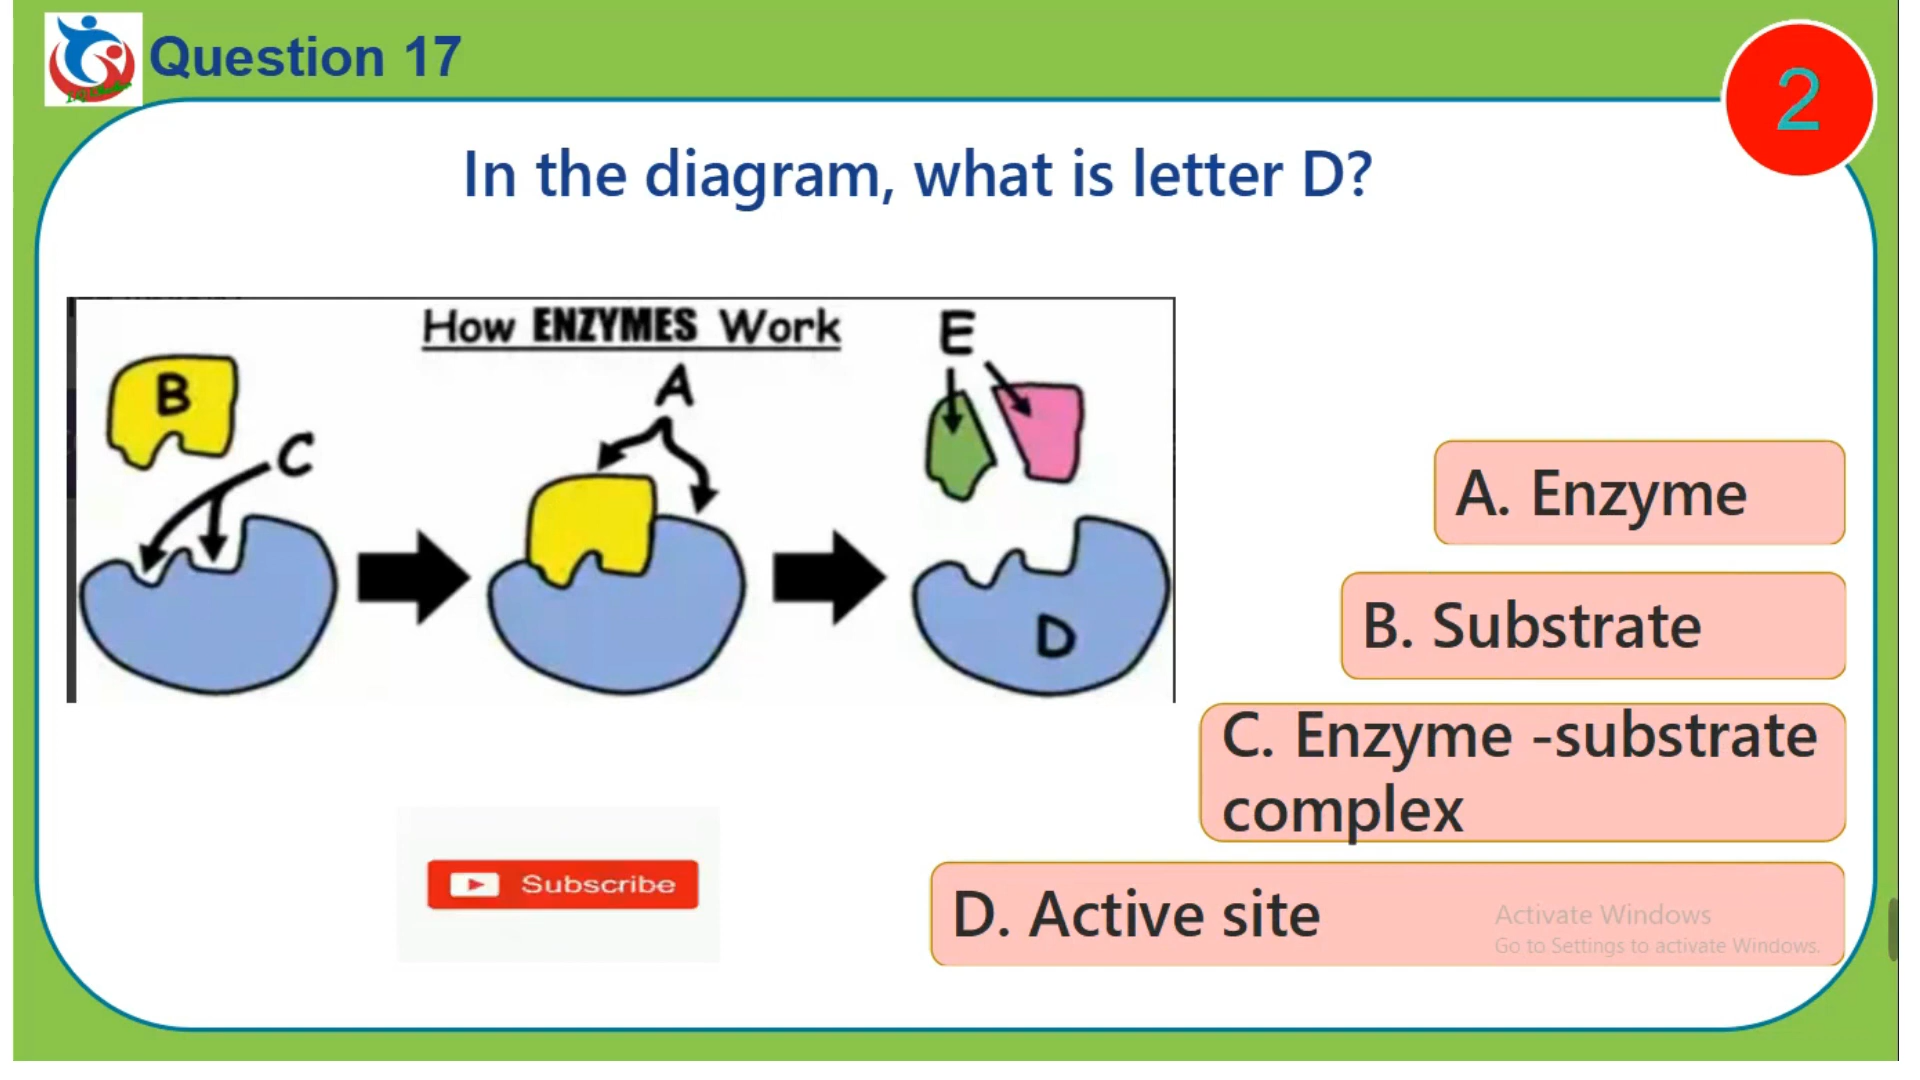 Question 17
2
In the diagram, what is letter D?
How ENZYMES Work
E
B
A
C
D
A. Enzyme
B. Substrate
C. Enzyme -substrate
complex
D. Active site
Subscribe
Activate Windows
Go to Settings to activate Windows.